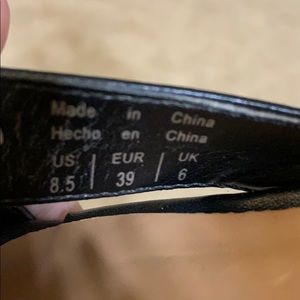 Made in China
Hecho en China
US | EUR | UK
8.5 | 39 | 6